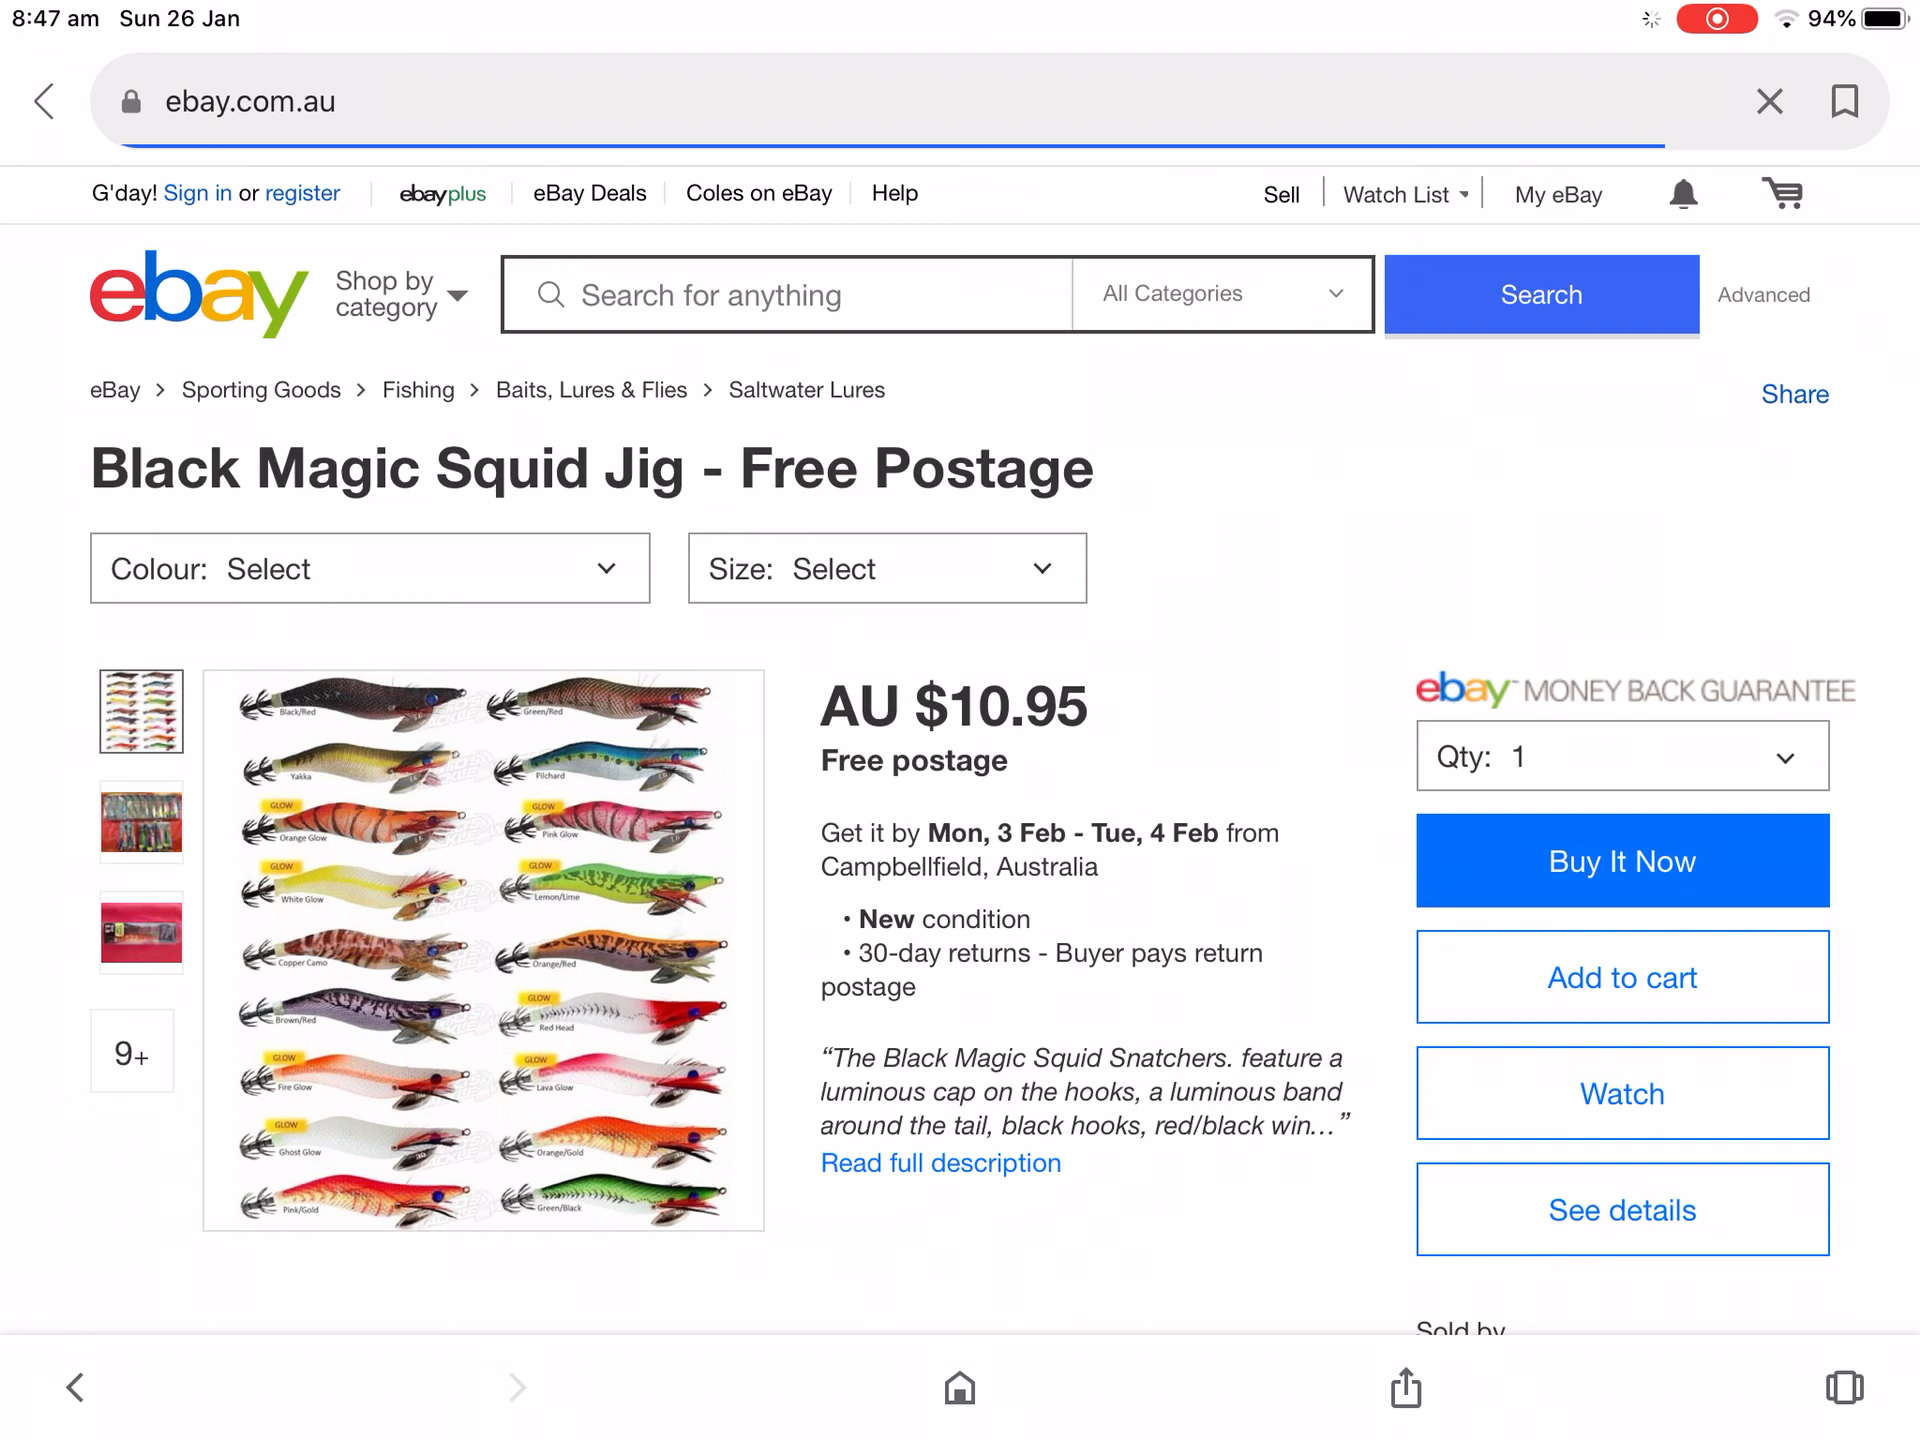 8:47 am Sun 26 Jan
94%
ebay.com.au
G'day! Sign in or register
ebayplus
eBay Deals
Coles on eBay
Help
Sell
Watch List
My eBay
ebay
Shop by
category
Search for anything
All Categories
Search
Advanced
eBay > Sporting Goods > Fishing > Baits, Lures & Flies > Saltwater Lures
Share
Black Magic Squid Jig - Free Postage
Colour: Select
Size: Select
Black/Red
Green/Red
Yakka
Pilchard
GLOW
GLOW
Orange Glow
Pink Glow
GLOW
GLOW
White Glow
Lemon/Lime
Copper Camo
Orange/Red
GLOW
Brown/Red
Red Head
GLOW
GLOW
Fire Glow
Lava Glow
GLOW
Ghost Glow
Orange/Gold
Pink/Gold
Green/Black
9+
AU $10.95
Free postage
Get it by Mon, 3 Feb - Tue, 4 Feb from
Campbellfield, Australia
• New condition
• 30-day returns - Buyer pays return
postage
“The Black Magic Squid Snatchers. feature a
luminous cap on the hooks, a luminous band
around the tail, black hooks, red/black win...”
Read full description
ebay™ MONEY BACK GUARANTEE
Qty: 1
Buy It Now
Add to cart
Watch
See details
Sold by